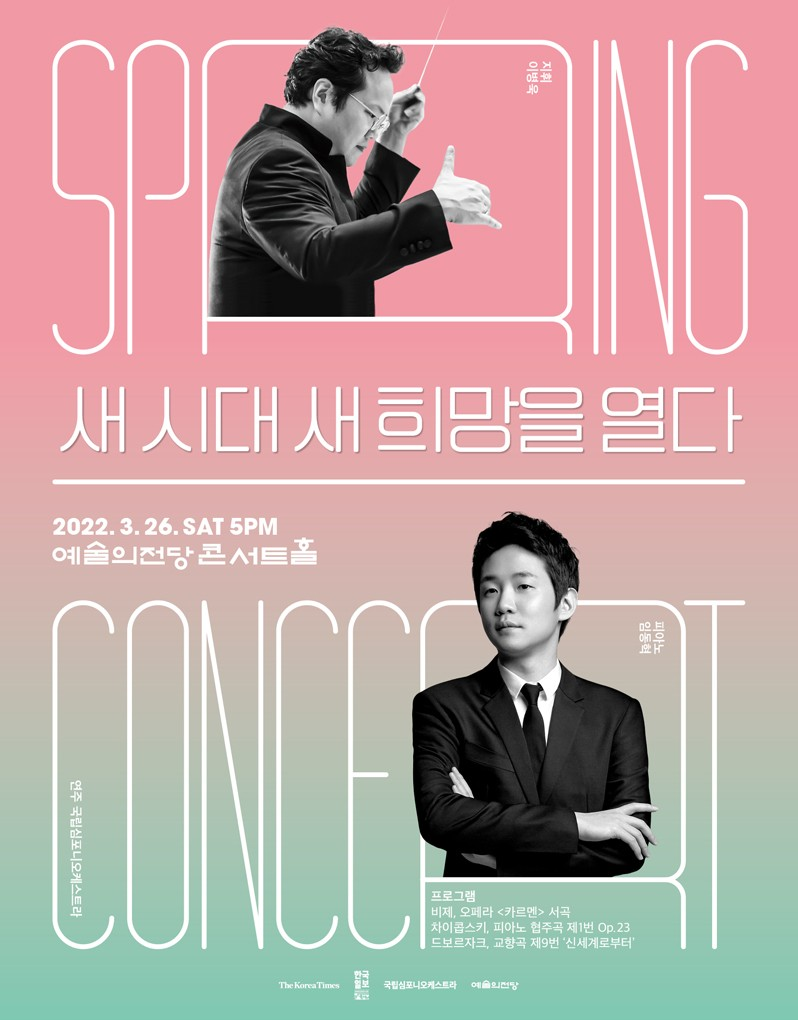 SPRING
지휘
이병욱
새 시대 새 희망을 열다
2022. 3. 26. SAT 5PM
예술의전당 콘서트홀
CONCERT
피아노
임동혁
연주 국립심포니오케스트라
프로그램
비제, 오페라 <카르멘> 서곡
차이콥스키, 피아노 협주곡 제1번 Op.23
드보르자크, 교향곡 제9번 '신세계로부터'
The Korea Times
한국
일보
국립심포니오케스트라
예술의전당